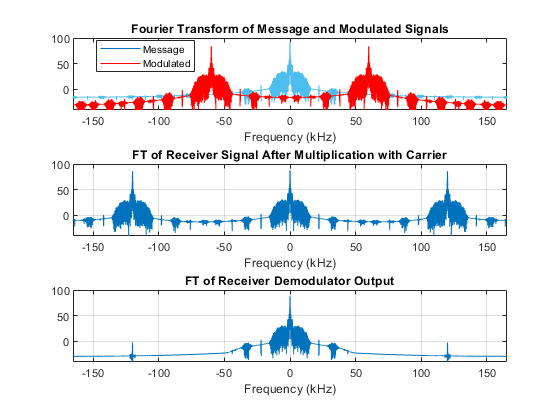 Fourier Transform of Message and Modulated Signals
100
50
0
Message
Modulated
-150 -100 -50 0 50 100 150
Frequency (kHz)
FT of Receiver Signal After Multiplication with Carrier
100
50
0
-150 -100 -50 0 50 100 150
Frequency (kHz)
FT of Receiver Demodulator Output
100
50
0
-150 -100 -50 0 50 100 150
Frequency (kHz)